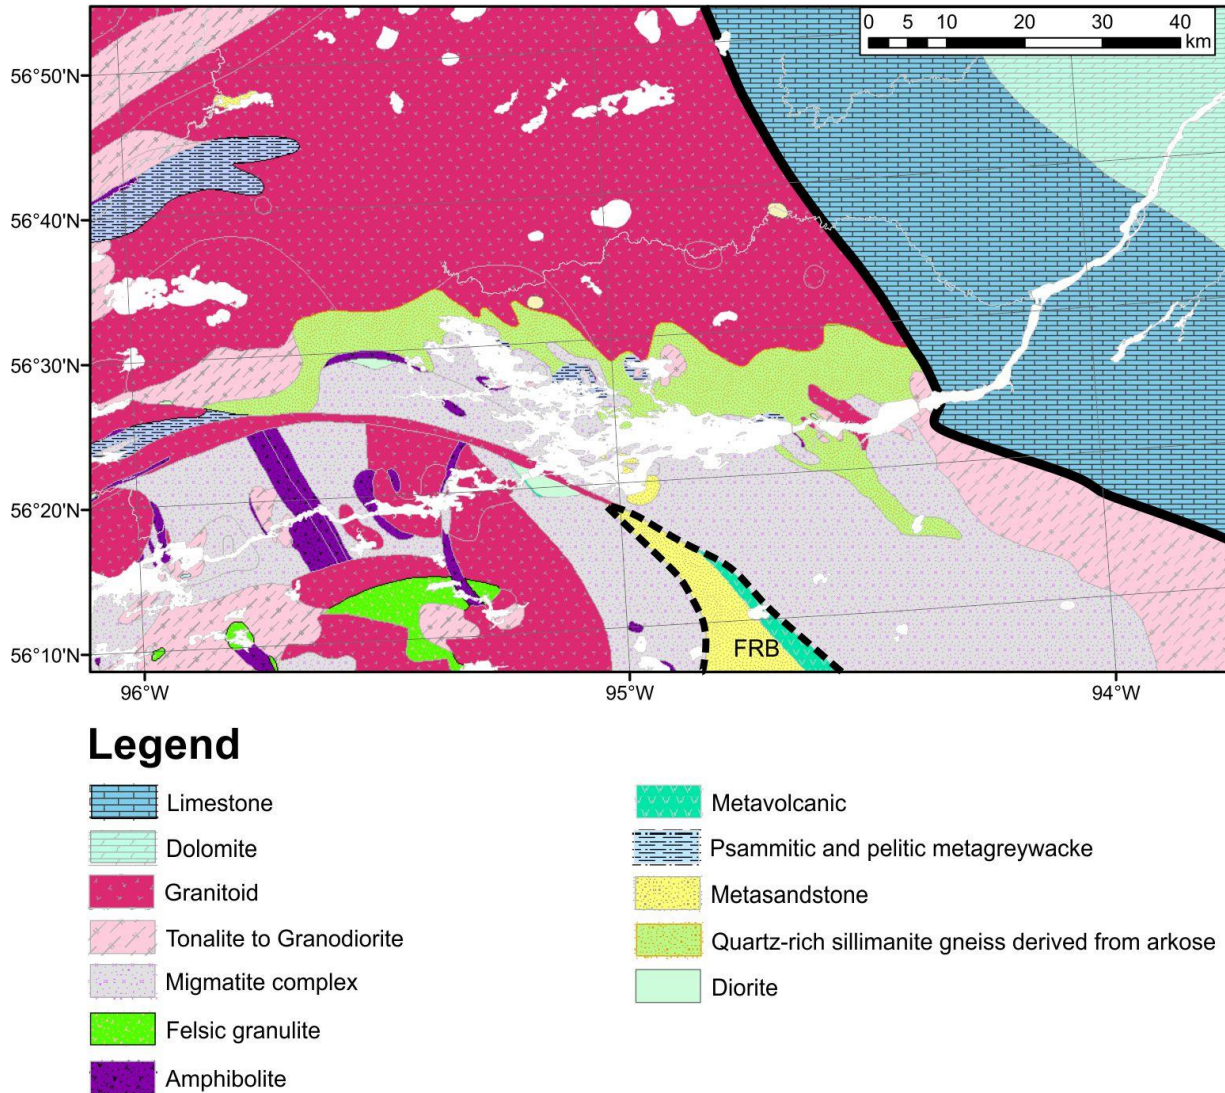 0 5 10 20 30 40
km
56°50'N
56°40'N
56°30'N
56°20'N
56°10'N
FRB
96°W 95°W 94°W
Legend
Limestone
Dolomite
Granitoid
Tonalite to Granodiorite
Migmatite complex
Felsic granulite
Amphibolite
Metavolcanic
Psammitic and pelitic metagreywacke
Metasandstone
Quartz-rich sillimanite gneiss derived from arkose
Diorite